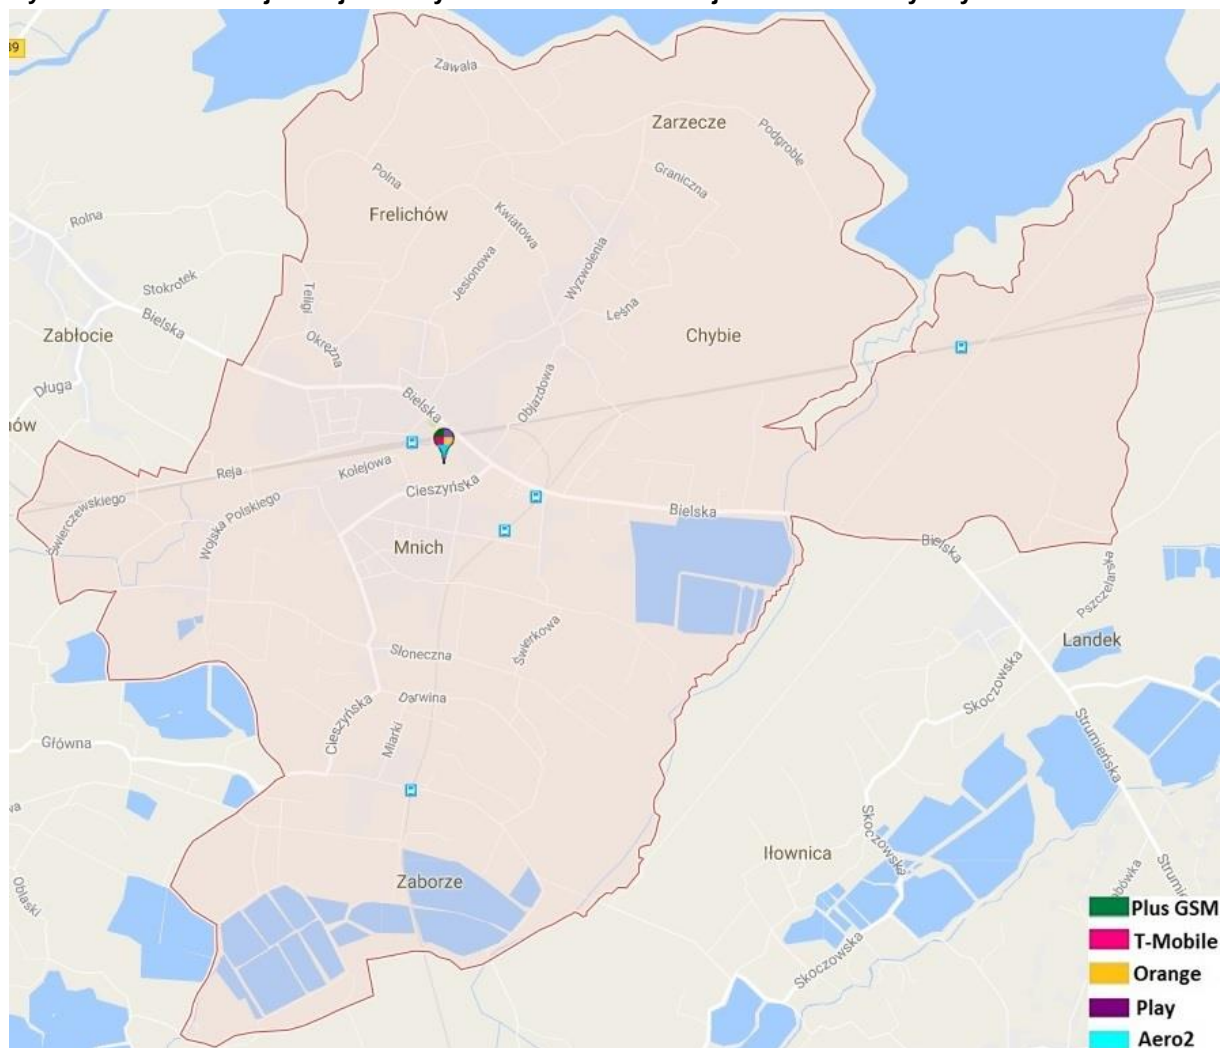 39
Zawala
Zarzecze
Podgroble
Polna
Graniczna
Frelichów
Kwiatowa
Rolna
Jesionowa
Wyzwolenia
Stokrotek
Teligi
Leśna
Bielska
Zabłocie
Okrężna
Chybie
Długa
Bielska
Objazdowa
ów
Reja
Kolejowa
Cieszyńska
Świerczewskiego
Wojska Polskiego
Bielska
Mnich
Bielska
Pszczelarska
Landek
Świerkowa
Słoneczna
Skoczowska
Cieszyńska
Darwina
Miarki
Główna
Strumieńska
Skoczowska
Iłownica
Zaborze
Oblaski
Skoczowska
Plus GSM
T-Mobile
Orange
Play
Aero2